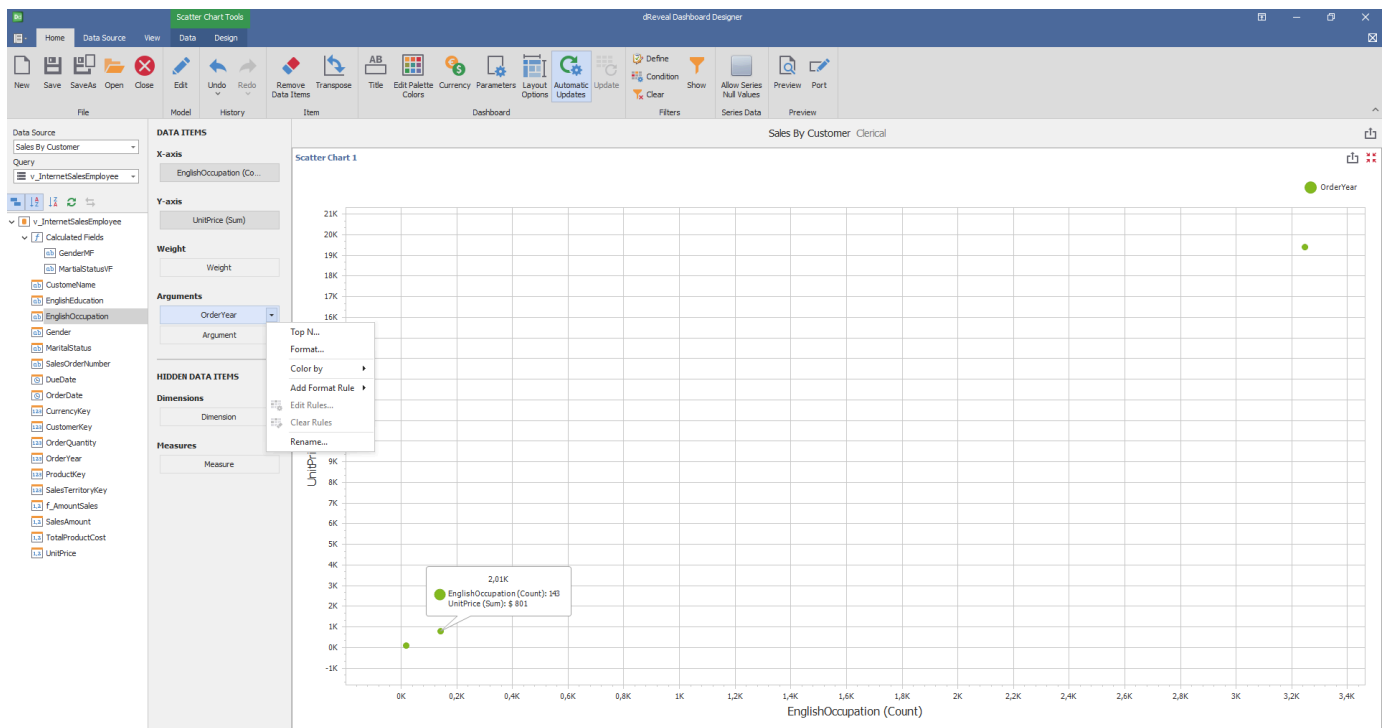 Scatter Chart Tools
dReveal Dashboard Designer
Home Data Source View Data Design
New Save SaveAs Open Close Edit Undo Redo Remove Data Items Transpose Title Edit Palette Colors Currency Parameters Layout Options Automatic Updates Update Define Condition Clear Show Allow Series Null Values Preview Port
File Model History Item Dashboard Filters Series Data Preview
Data Source
Sales By Customer
Query
v_InternetSalesEmployee
v_InternetSalesEmployee
Calculated Fields
GenderMF
MartialStatusVF
CustomeName
EnglishEducation
EnglishOccupation
Gender
MaritalStatus
SalesOrderNumber
DueDate
OrderDate
CurrencyKey
CustomerKey
OrderQuantity
OrderYear
ProductKey
SalesTerritoryKey
f_AmountSales
SalesAmount
TotalProductCost
UnitPrice
DATA ITEMS
X-axis
EnglishOccupation (Co...
Y-axis
UnitPrice (Sum)
Weight
Weight
Arguments
OrderYear
Argument
HIDDEN DATA ITEMS
Dimensions
Dimension
Measures
Measure
Top N...
Format...
Color by
Add Format Rule
Edit Rules...
Clear Rules
Rename...
Sales By Customer Clerical
Scatter Chart 1
OrderYear
21K
20K
19K
18K
17K
16K
9K
8K
7K
6K
5K
4K
3K
2K
1K
0K
-1K
2,01K
EnglishOccupation (Count): 143
UnitPrice (Sum): $ 801
0K 0,2K 0,4K 0,6K 0,8K 1K 1,2K 1,4K 1,6K 1,8K 2K 2,2K 2,4K 2,6K 2,8K 3K 3,2K 3,4K
EnglishOccupation (Count)